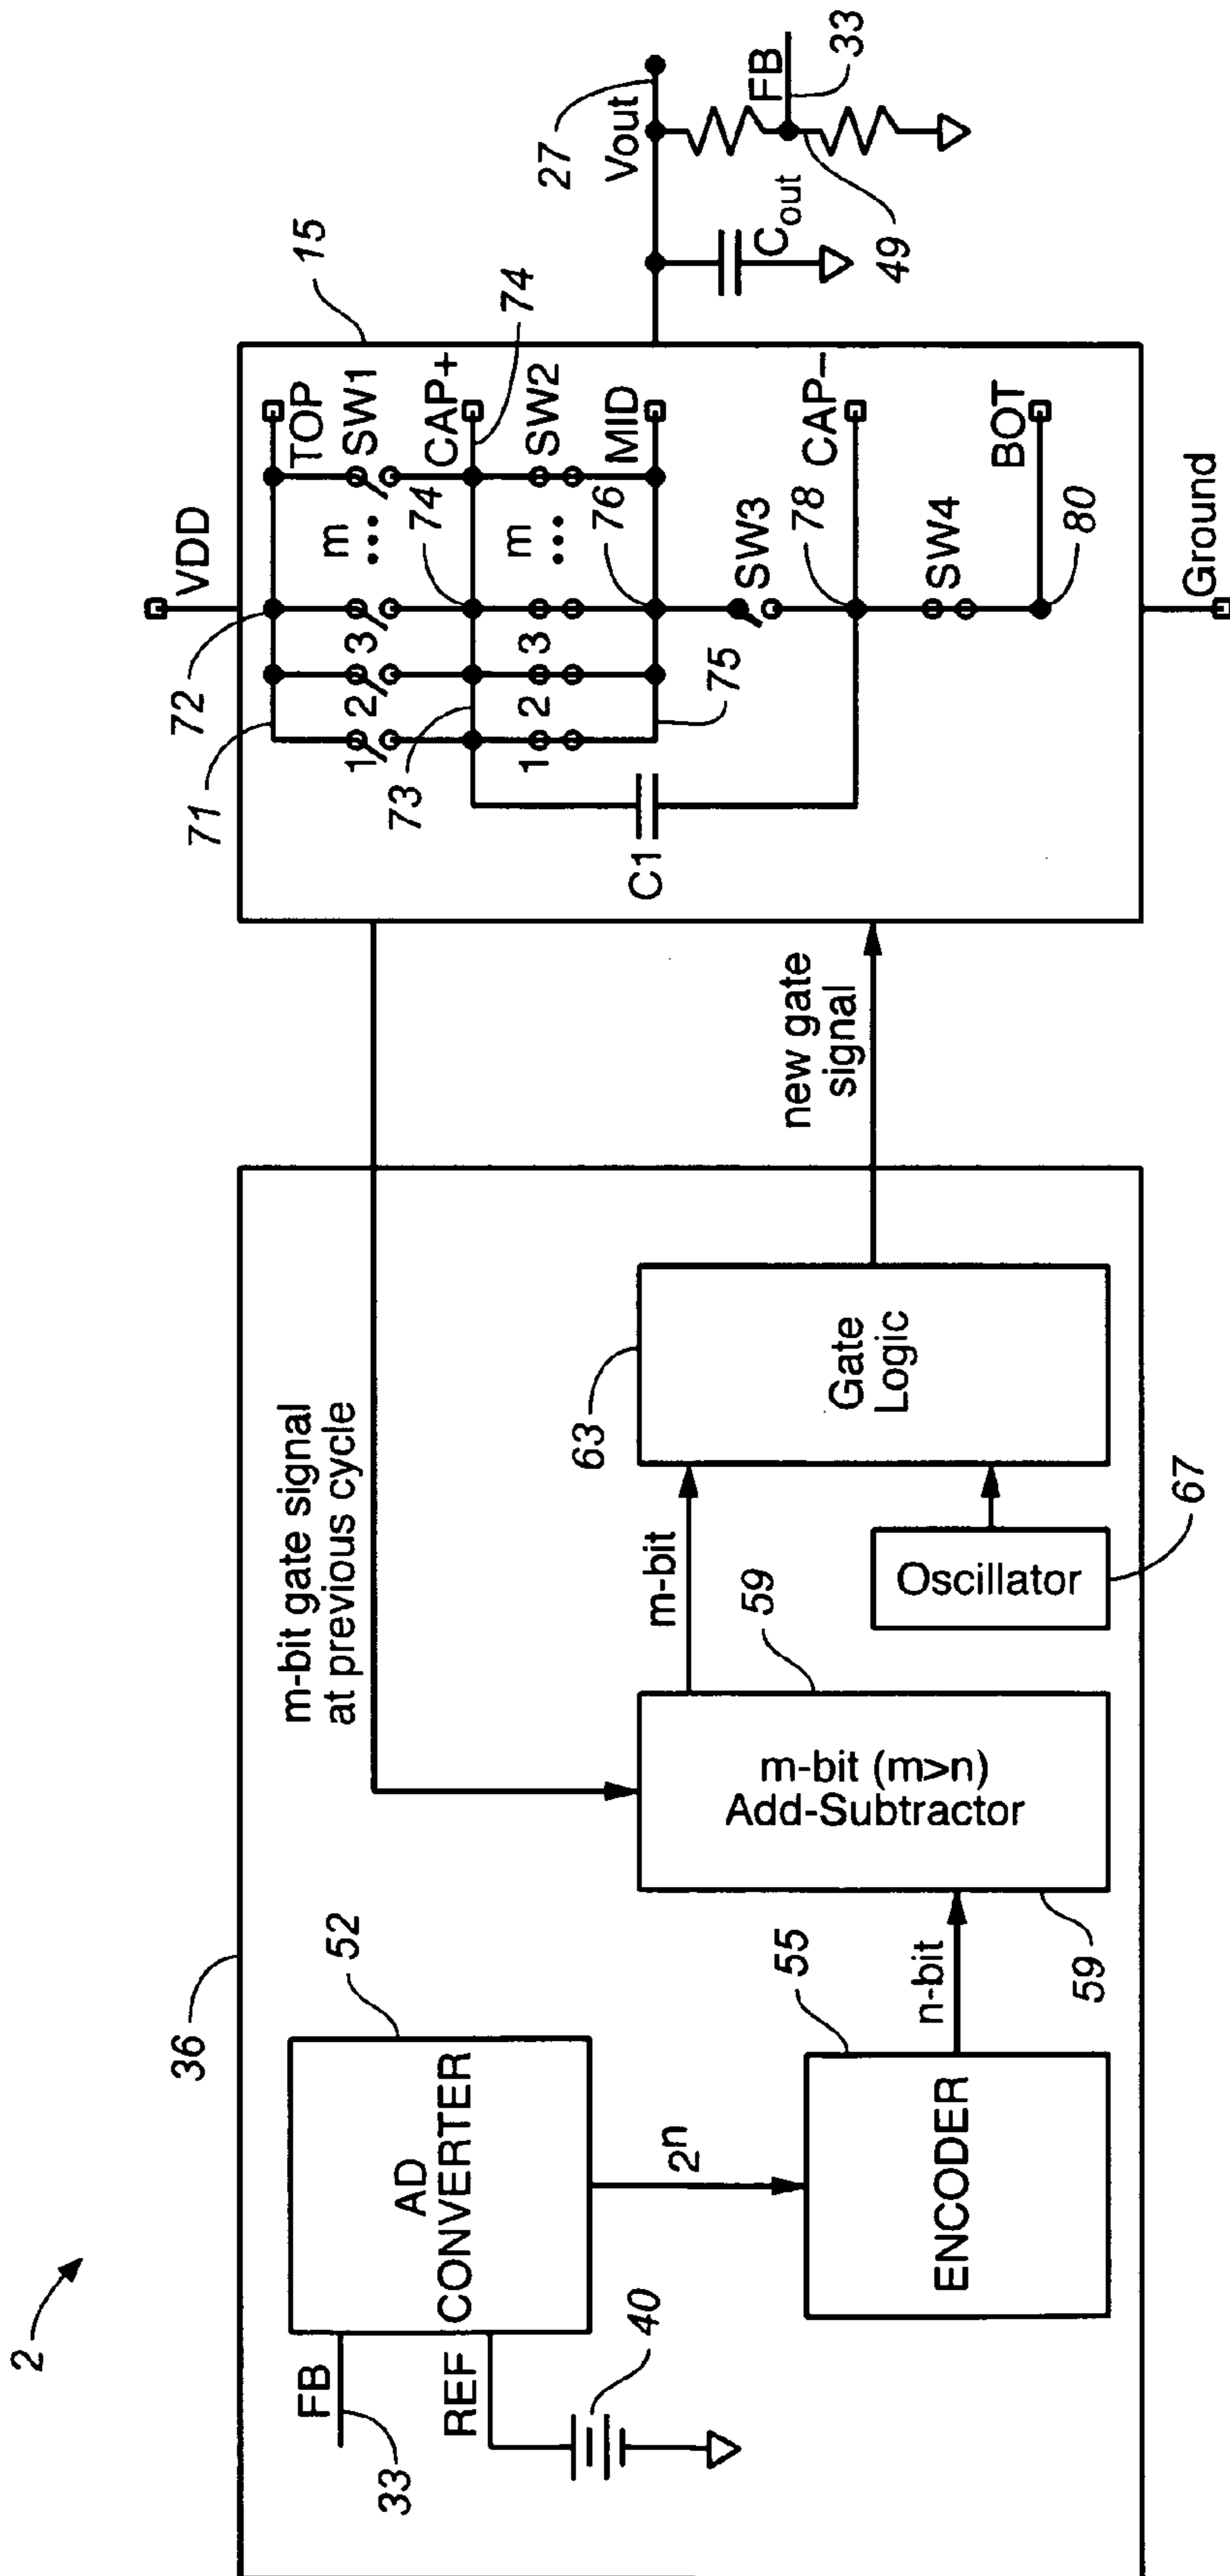 2
36
FB
33
REF
40
AD
CONVERTER
52
2n
ENCODER
55
n-bit
m-bit gate signal
at previous cycle
m-bit (m>n)
Add-Subtractor
59
59
m-bit
63
Gate
Logic
Oscillator
67
new gate
signal
15
VDD
71
72
TOP
1
2
3
m
SW1
73
74
CAP+
74
1
2
3
m
SW2
75
76
MID
C1
SW3
78
CAP–
SW4
80
BOT
Ground
27
Vout
Cout
49
FB
33